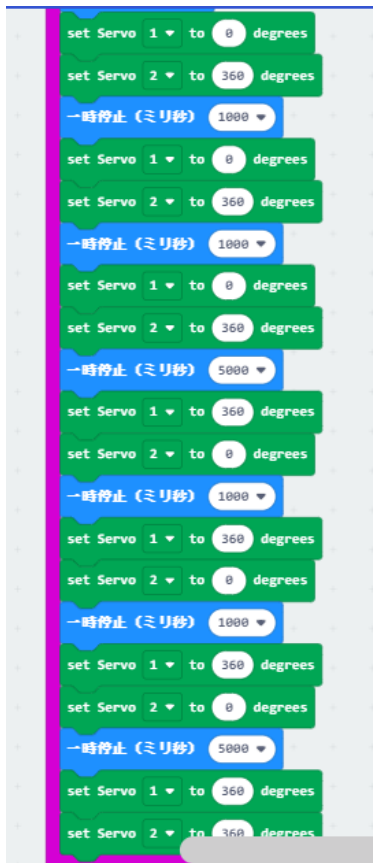 set Servo 1 to 0 degrees
set Servo 2 to 360 degrees
一時停止（ミリ秒） 1000
set Servo 1 to 0 degrees
set Servo 2 to 360 degrees
一時停止（ミリ秒） 1000
set Servo 1 to 0 degrees
set Servo 2 to 360 degrees
一時停止（ミリ秒） 5000
set Servo 1 to 360 degrees
set Servo 2 to 0 degrees
一時停止（ミリ秒） 1000
set Servo 1 to 360 degrees
set Servo 2 to 0 degrees
一時停止（ミリ秒） 1000
set Servo 1 to 360 degrees
set Servo 2 to 0 degrees
一時停止（ミリ秒） 5000
set Servo 1 to 360 degrees
set Servo 2 to 360 degrees